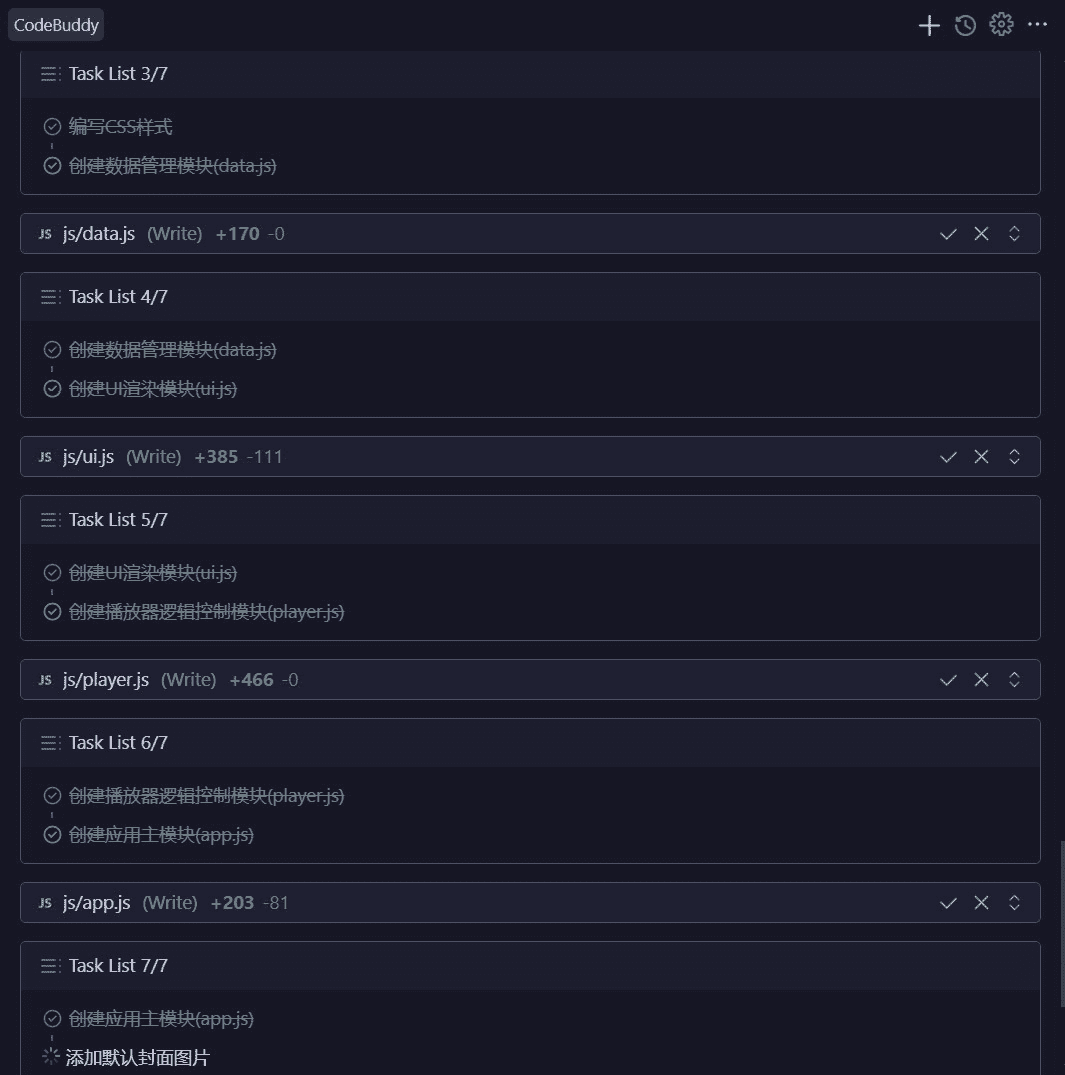 CodeBuddy
Task List 3/7
编写CSS样式
创建数据管理模块(data.js)
JS js/data.js (Write) +170 -0
Task List 4/7
创建数据管理模块(data.js)
创建UI渲染模块(ui.js)
JS js/ui.js (Write) +385 -111
Task List 5/7
创建UI渲染模块(ui.js)
创建播放器逻辑控制模块(player.js)
JS js/player.js (Write) +466 -0
Task List 6/7
创建播放器逻辑控制模块(player.js)
创建应用主模块(app.js)
JS js/app.js (Write) +203 -81
Task List 7/7
创建应用主模块(app.js)
添加默认封面图片